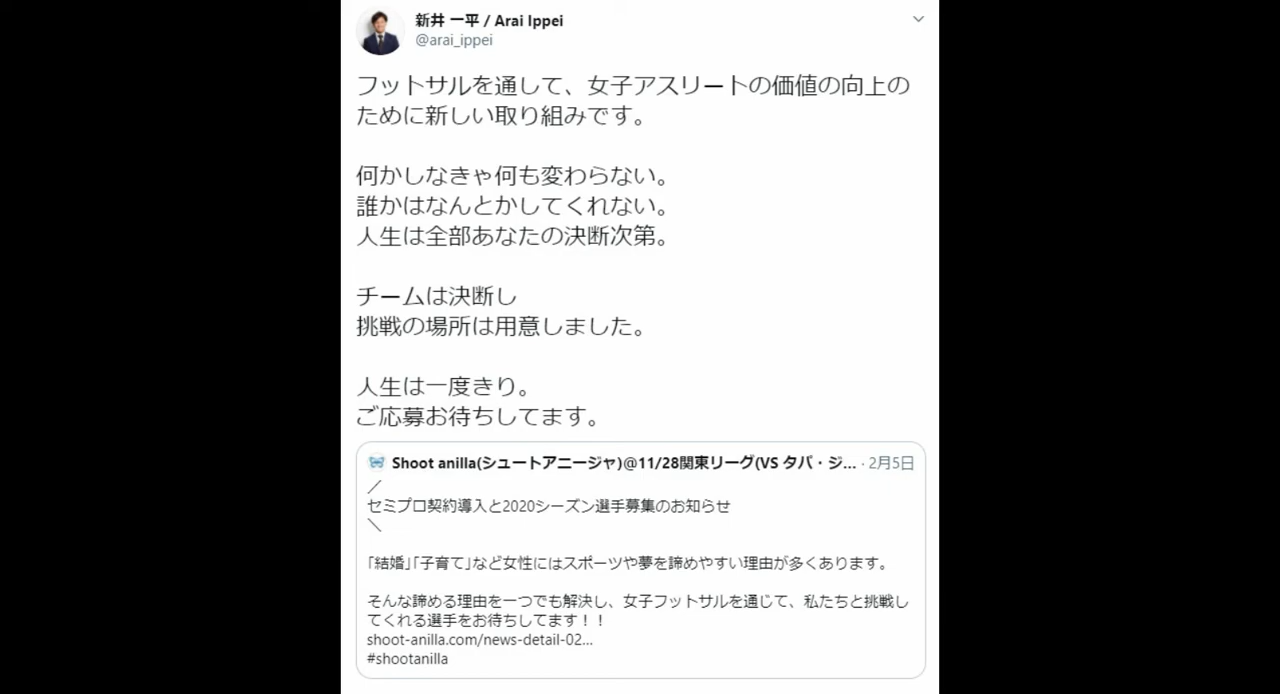 新井 一平 / Arai Ippei
@arai_ippei
フットサルを通して、女子アスリートの価値の向上の
ために新しい取り組みです。
何かしなきゃ何も変わらない。
誰かはなんとかしてくれない。
人生は全部あなたの決断次第。
チームは決断し
挑戦の場所は用意しました。
人生は一度きり。
ご応募お待ちしてます。
Shoot anilla(シュートアニージャ)@11/28関東リーグ(VS タパ・ジ... · 2月5日
／
セミプロ契約導入と2020シーズン選手募集のお知らせ
＼
「結婚」「子育て」など女性にはスポーツや夢を諦めやすい理由が多くあります。
そんな諦める理由を一つでも解決し、女子フットサルを通じて、私たちと挑戦し
てくれる選手をお待ちしてます！！
shoot-anilla.com/news-detail-02...
#shootanilla